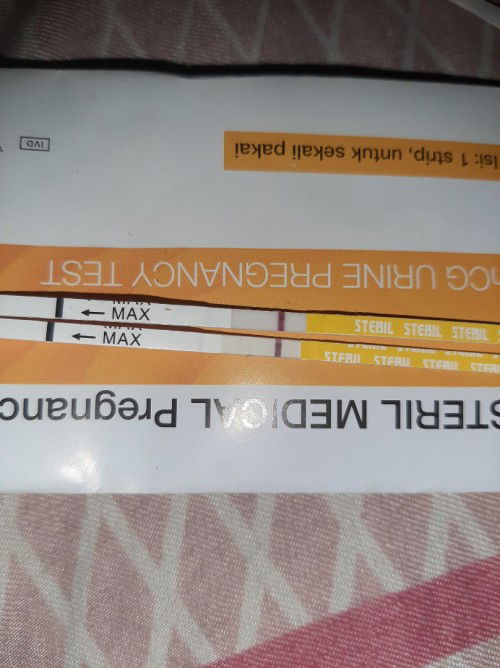 STERIL MEDICAL Pregnanc
← MAX STERIL STERIL STERIL
← MAX STERIL STERIL STERIL
hCG URINE PREGNANCY TEST
Isi: 1 strip, untuk sekali pakai
IVD